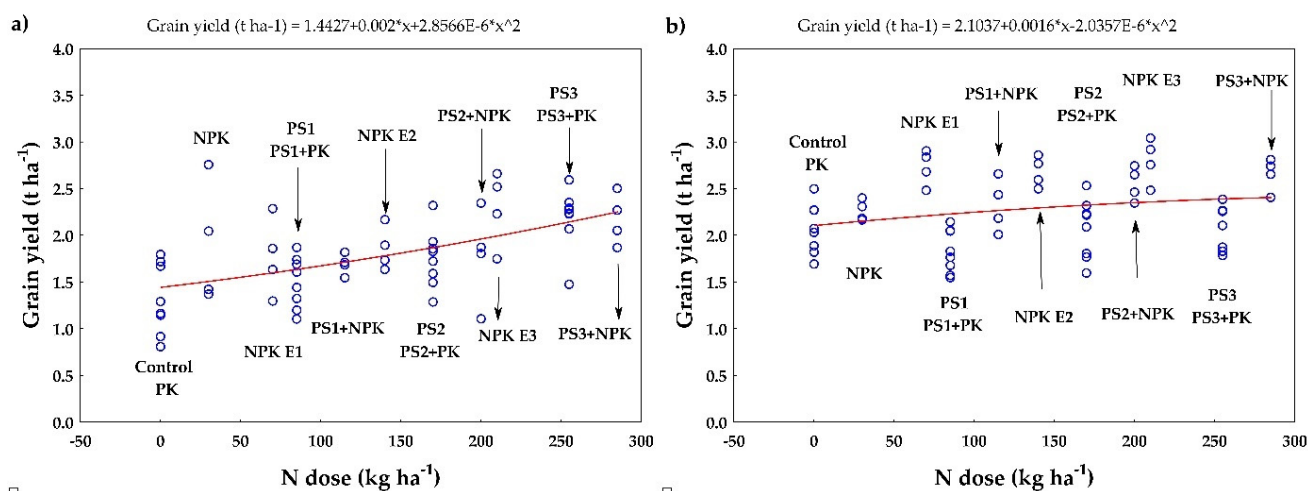 a)
Grain yield (t ha-1) = 1.4427+0.002*x+2.8566E-6*x^2
4.0
3.5
3.0
2.5
2.0
1.5
1.0
0.5
0.0
Grain yield (t ha⁻¹)
PS3
PS3+PK
PS2+NPK
NPK
PS1
PS1+PK
NPK E2
PS1+NPK
PS2
PS2+PK
NPK E3
PS3+NPK
NPK E1
Control
PK
-50 0 50 100 150 200 250 300
N dose (kg ha⁻¹)
b)
Grain yield (t ha-1) = 2.1037+0.0016*x-2.0357E-6*x^2
4.0
3.5
3.0
2.5
2.0
1.5
1.0
0.5
0.0
Grain yield (t ha⁻¹)
PS1+NPK
PS2
PS2+PK
NPK E3
PS3+NPK
NPK E1
Control
PK
NPK
PS1
PS1+PK
NPK E2
PS2+NPK
PS3
PS3+PK
-50 0 50 100 150 200 250 300
N dose (kg ha⁻¹)